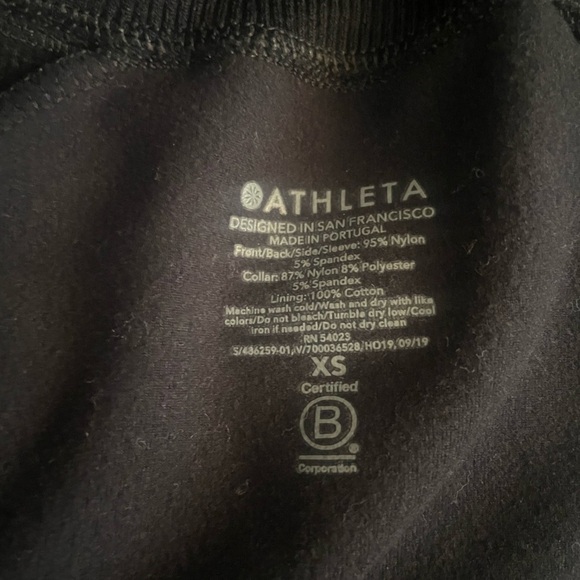 ATHLETA
DESIGNED IN SAN FRANCISCO
MADE IN PORTUGAL
Front/Back/Side/Sleeve: 95% Nylon
5% Spandex
Collar: 87% Nylon 8% Polyester
5% Spandex
Lining: 100% Cotton
Machine wash cold/Wash and dry with like
colors/Do not bleach/Tumble dry low/Cool
iron if needed/Do not dry clean
RN 54023
S/486259-01, V/700036528/HO19, 09/19
XS
Certified
B
®
Corporation